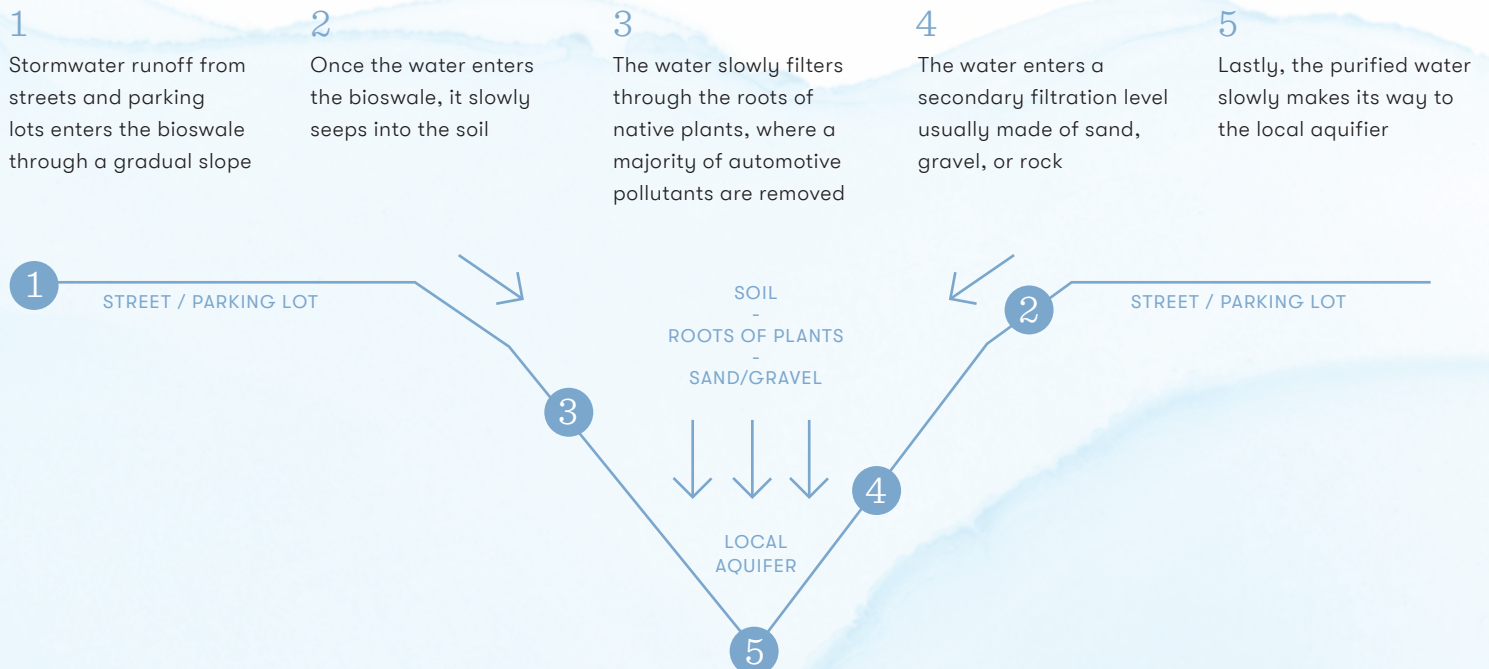 1
Stormwater runoff from
streets and parking
lots enters the bioswale
through a gradual slope
2
Once the water enters
the bioswale, it slowly
seeps into the soil
3
The water slowly filters
through the roots of
native plants, where a
majority of automotive
pollutants are removed
4
The water enters a
secondary filtration level
usually made of sand,
gravel, or rock
5
Lastly, the purified water
slowly makes its way to
the local aquifier
1
STREET / PARKING LOT
SOIL
-
ROOTS OF PLANTS
-
SAND/GRAVEL
2
STREET / PARKING LOT
3
4
LOCAL
AQUIFER
5